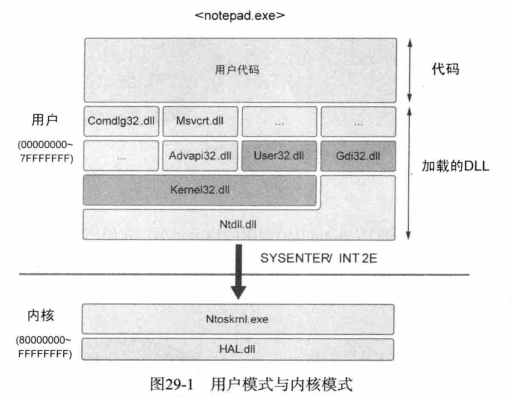 <notepad.exe>
用户代码
代码
用户
(00000000~
7FFFFFFF)
Comdlg32.dll Msvcrt.dll ... ...
... Advapi32.dll User32.dll Gdi32.dll
加载的DLL
Kernel32.dll
Ntdll.dll
SYSENTER/ INT 2E
内核
(80000000~
FFFFFFFF)
Ntoskrnl.exe
HAL.dll
图29-1 用户模式与内核模式